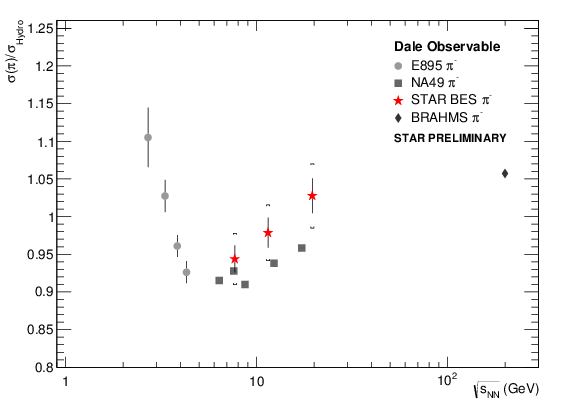 σ(π)/σHydro
1.25
1.2
1.15
1.1
1.05
1
0.95
0.9
0.85
0.8
Dale Observable
E895 π⁻
NA49 π⁻
STAR BES π⁻
BRAHMS π⁻
STAR PRELIMINARY
1
10
10²
√sNN (GeV)